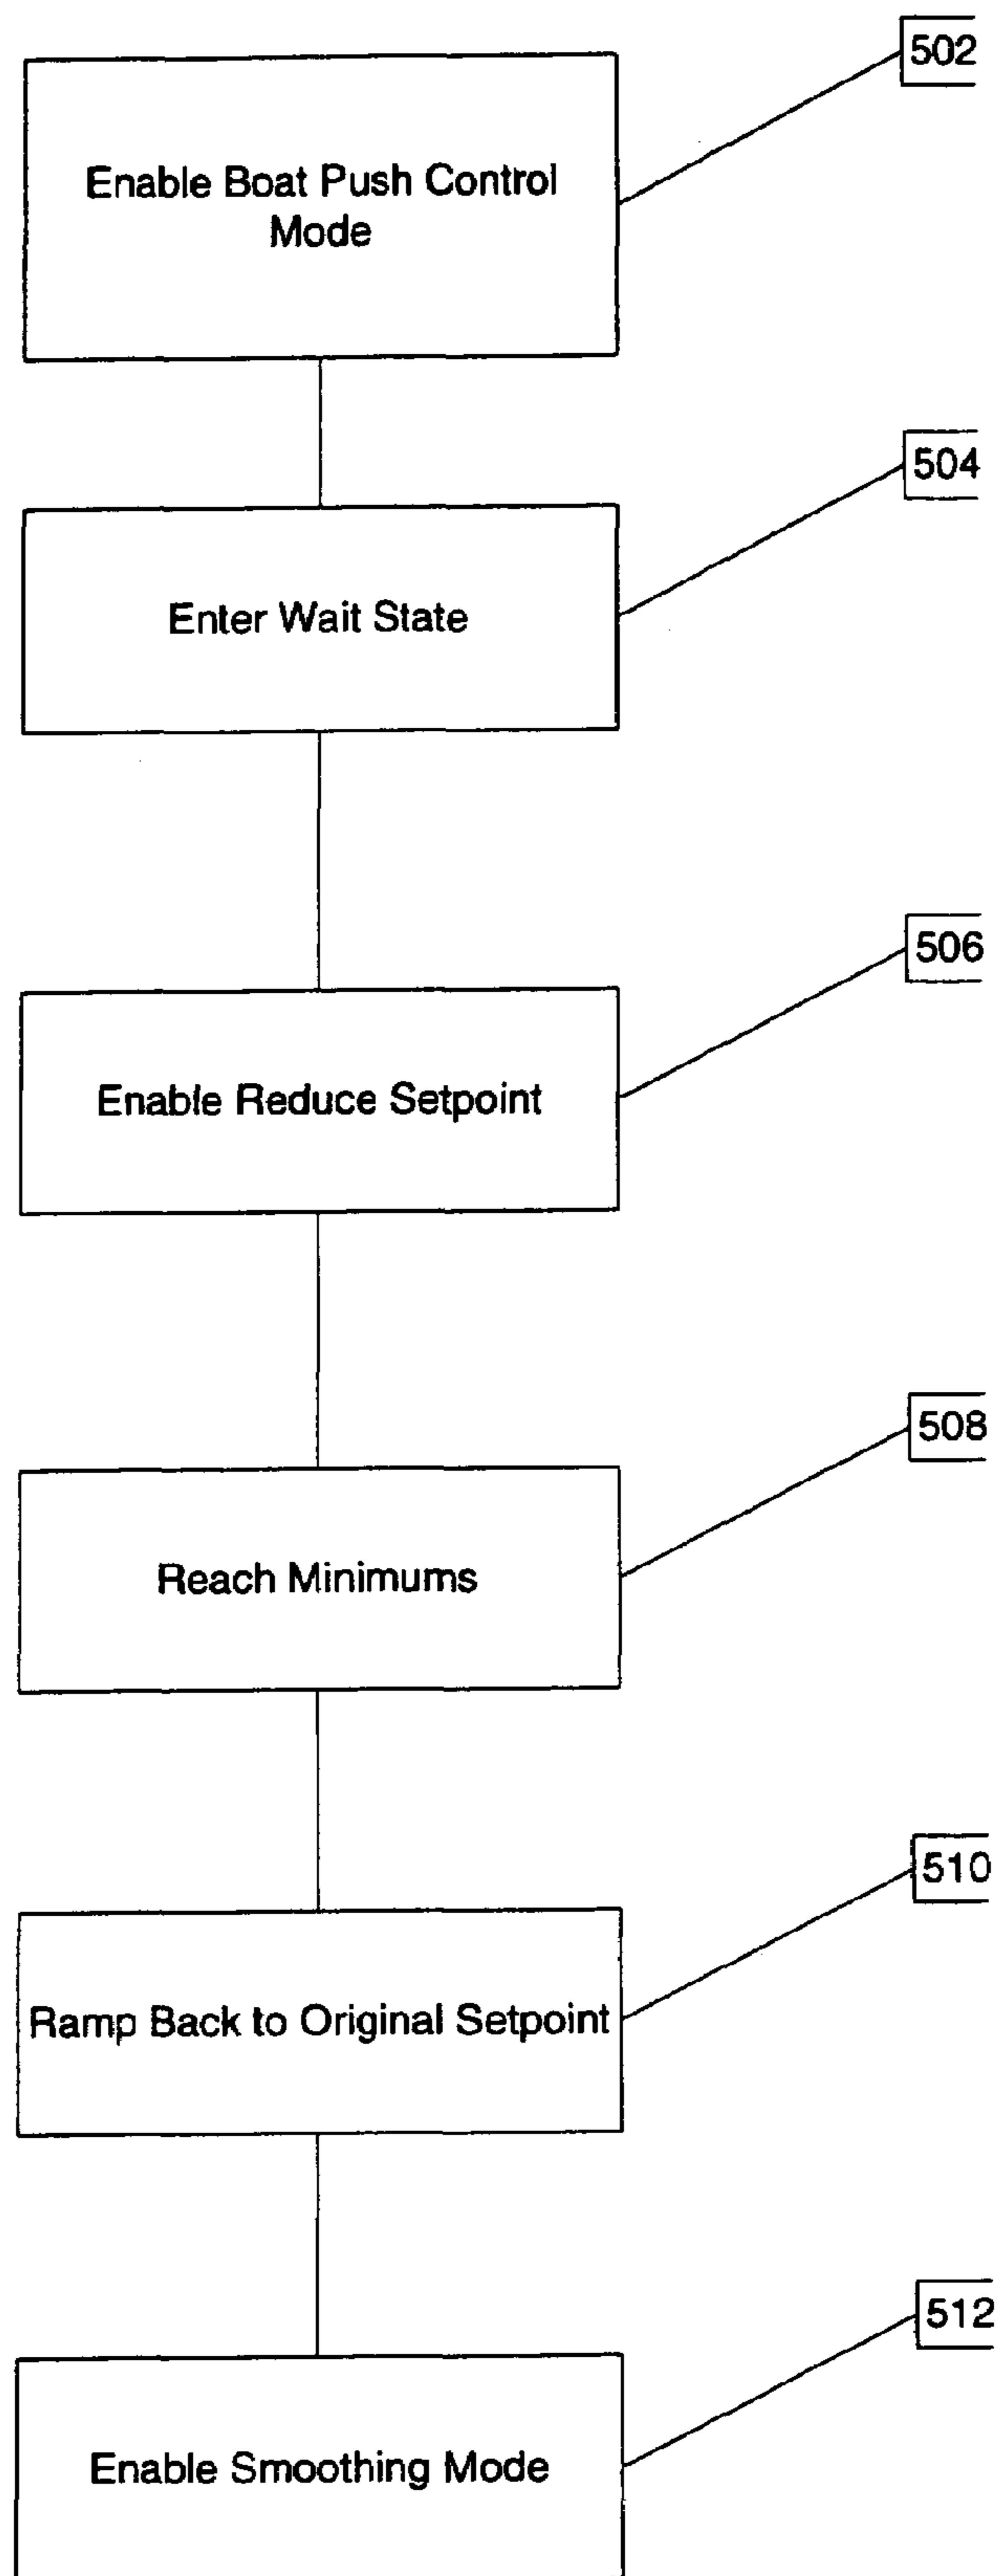 502
Enable Boat Push Control
Mode
504
Enter Wait State
506
Enable Reduce Setpoint
508
Reach Minimums
510
Ramp Back to Original Setpoint
512
Enable Smoothing Mode